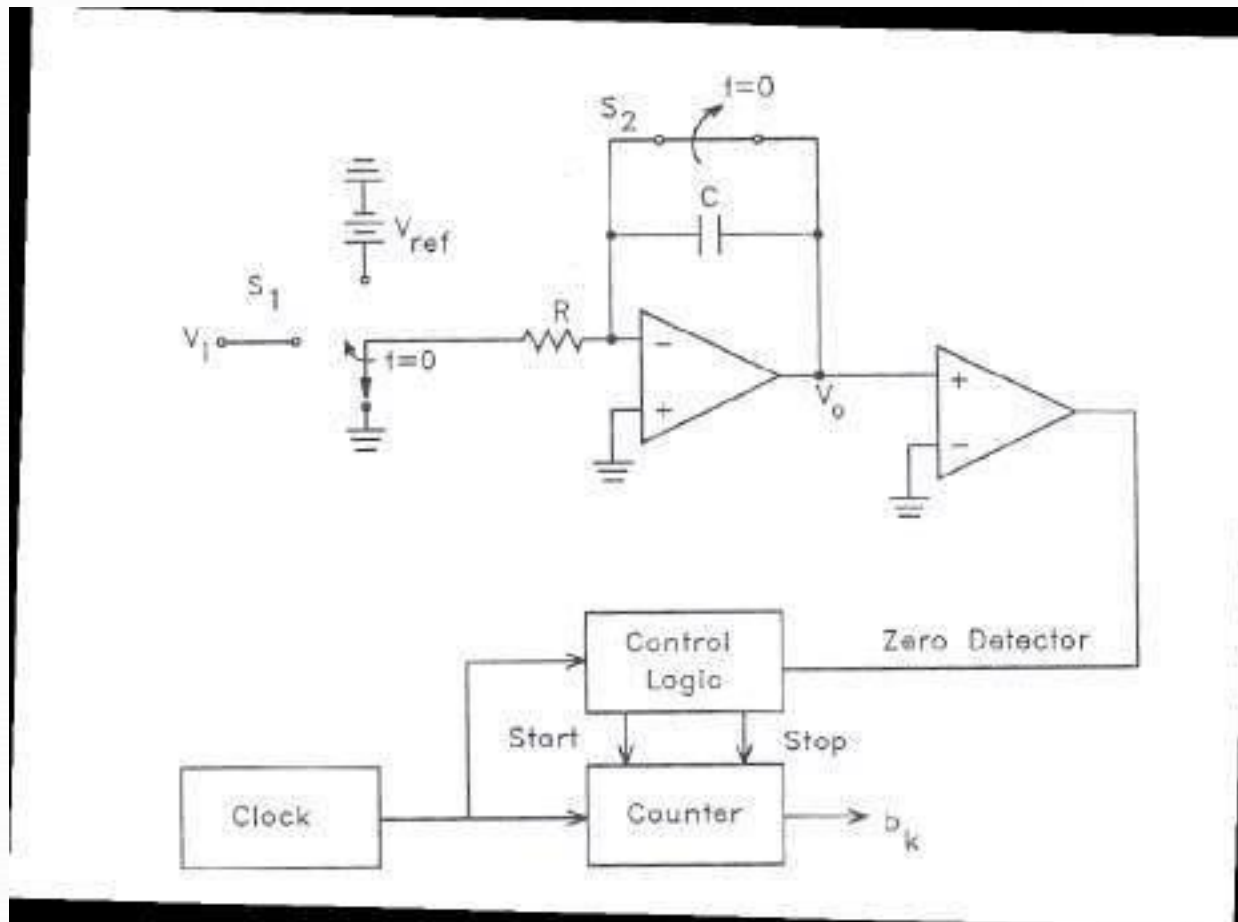 t=0
S2
C
Vref
S1
R
Vi
t=0
−
+
Vo
+
−
Control
Logic
Zero Detector
Start
Stop
Clock
Counter
bk